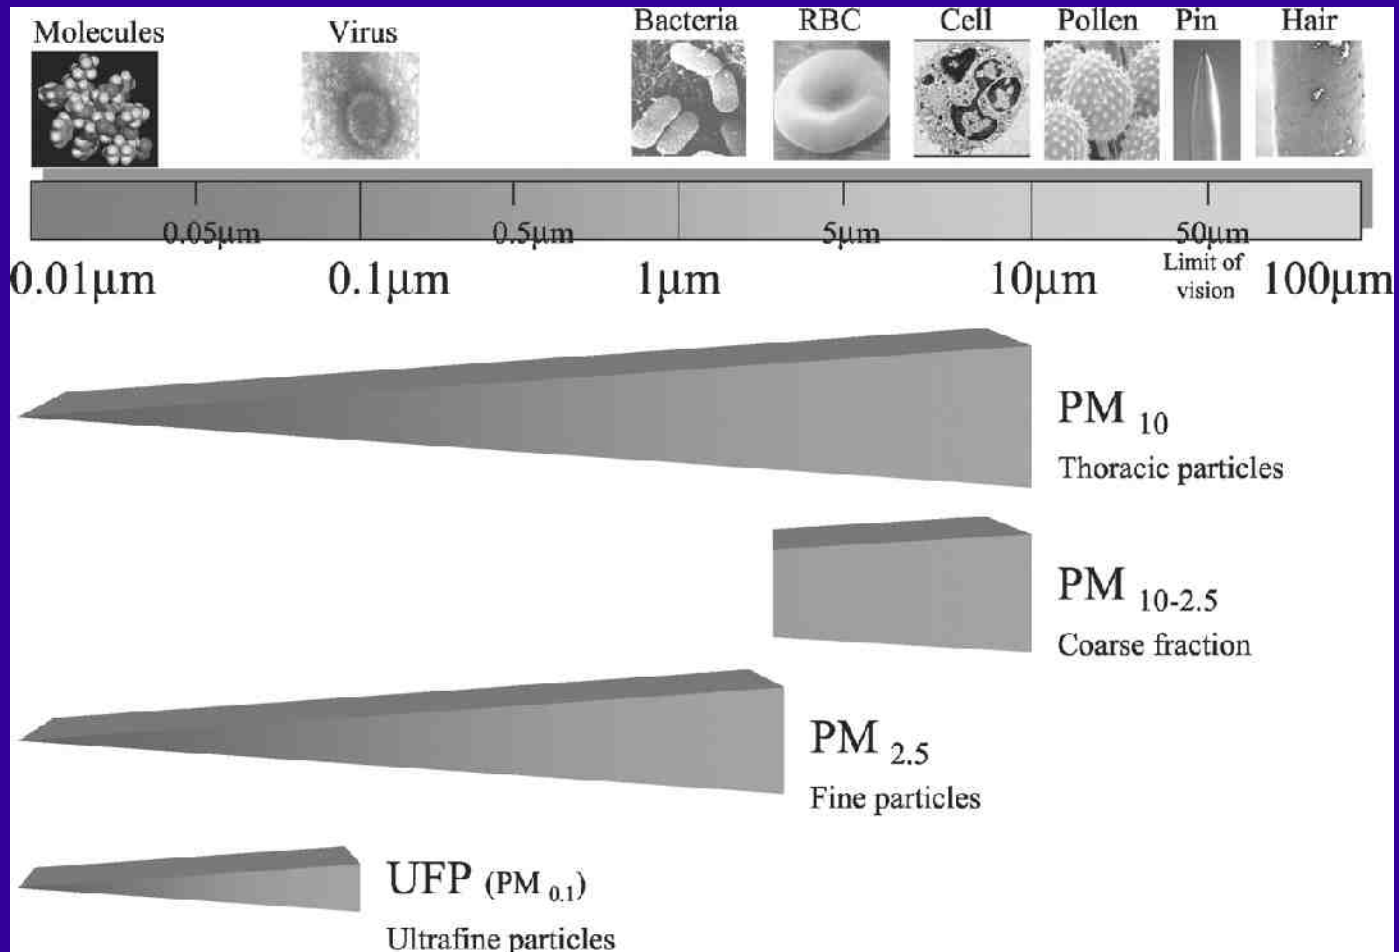 Molecules Virus Bacteria RBC Cell Pollen Pin Hair
0.05μm 0.5μm 5μm 50μm
0.01μm 0.1μm 1μm 10μm Limit of vision 100μm
PM 10
Thoracic particles
PM 10-2.5
Coarse fraction
PM 2.5
Fine particles
UFP (PM 0.1)
Ultrafine particles